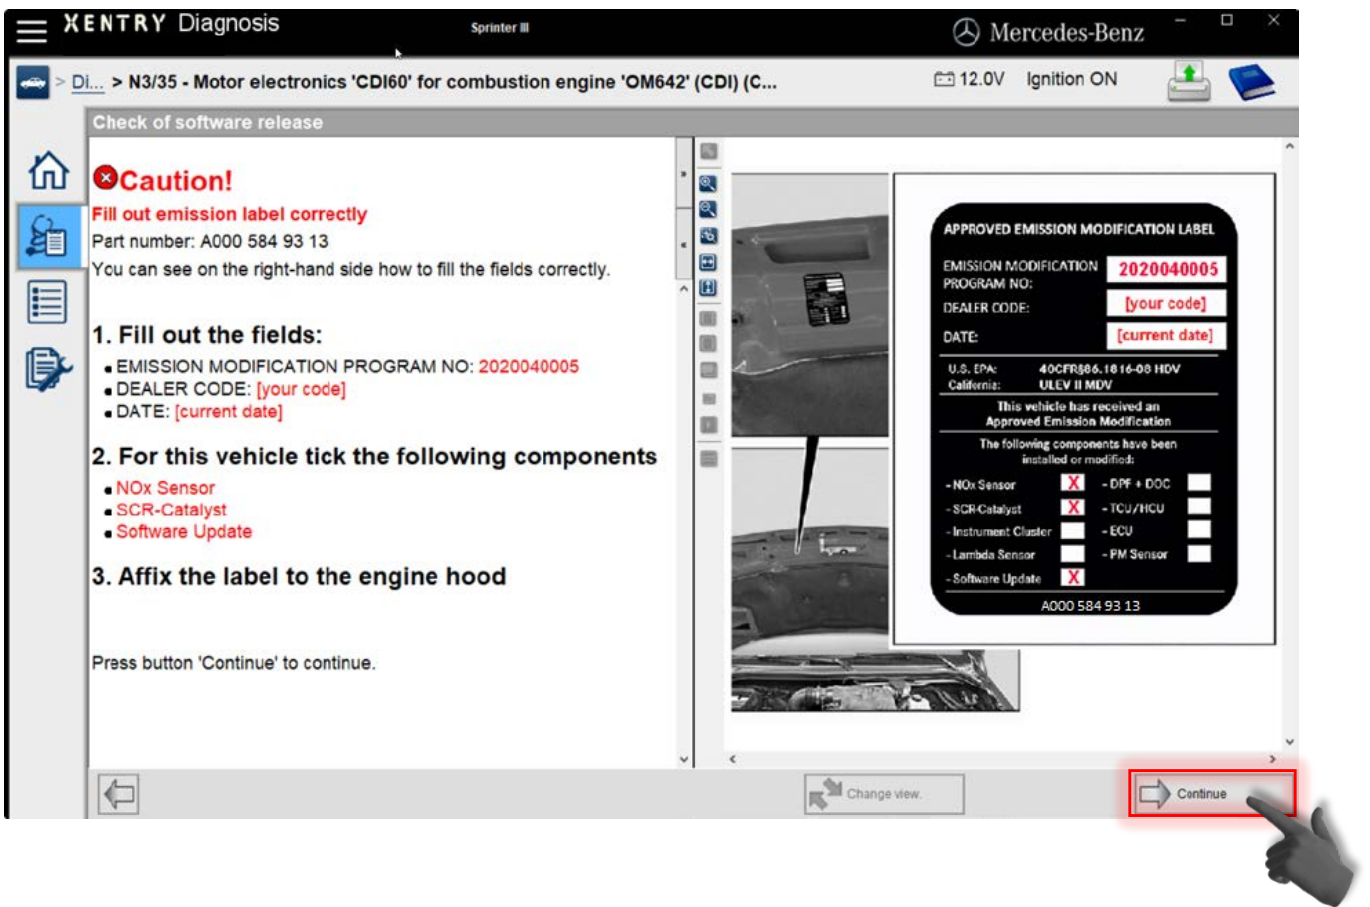 XENTRY Diagnosis
Sprinter III
Mercedes-Benz
> Di... > N3/35 - Motor electronics 'CDI60' for combustion engine 'OM642' (CDI) (C...
12.0V
Ignition ON
Check of software release
Caution!
Fill out emission label correctly
Part number: A000 584 93 13
You can see on the right-hand side how to fill the fields correctly.
1. Fill out the fields:
EMISSION MODIFICATION PROGRAM NO: 2020040005
DEALER CODE: [your code]
DATE: [current date]
2. For this vehicle tick the following components
NOx Sensor
SCR-Catalyst
Software Update
3. Affix the label to the engine hood
Press button 'Continue' to continue.
APPROVED EMISSION MODIFICATION LABEL
EMISSION MODIFICATION
PROGRAM NO:
2020040005
DEALER CODE:
[your code]
DATE:
[current date]
U.S. EPA: 40CFR§86.1816-08 HDV
California: ULEV II MDV
This vehicle has received an
Approved Emission Modification
The following components have been
installed or modified:
- NOx Sensor X - DPF + DOC
- SCR-Catalyst X - TCU/HCU
- Instrument Cluster - ECU
- Lambda Sensor - PM Sensor
- Software Update X
A000 584 93 13
Change view.
Continue